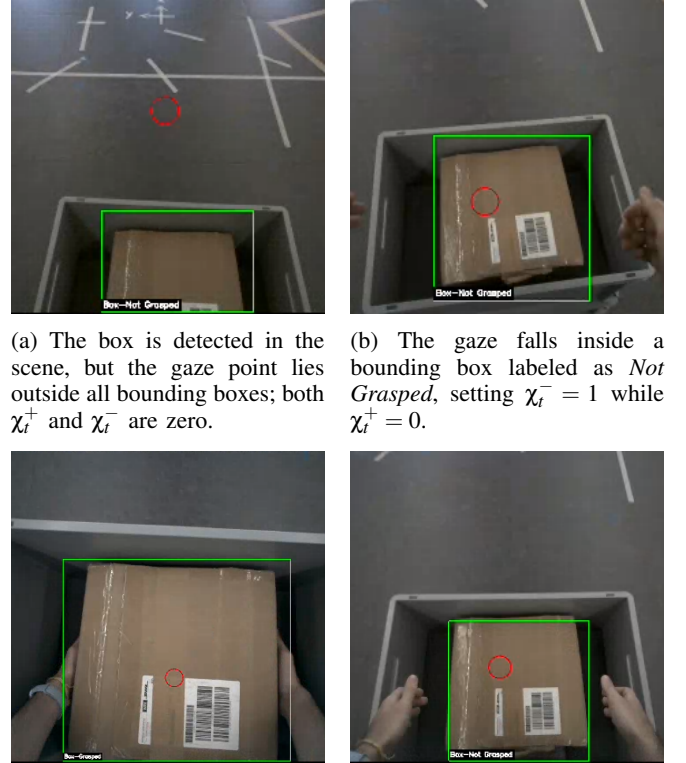 Box-Not Grasped
Box-Not Grasped
(a) The box is detected in the
scene, but the gaze point lies
outside all bounding boxes; both
χₜ⁺ and χₜ⁻ are zero.
(b) The gaze falls inside a
bounding box labeled as Not
Grasped, setting χₜ⁻ = 1 while
χₜ⁺ = 0.
Box-Grasped
Box-Not Grasped